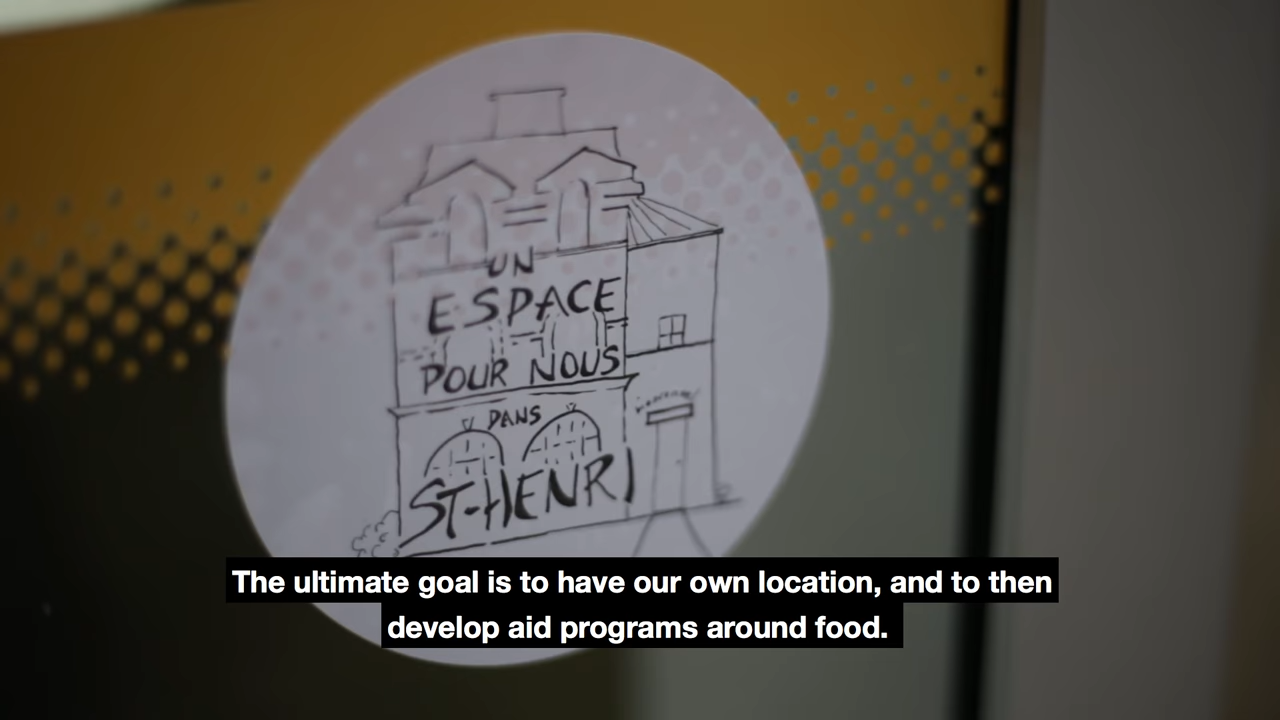 UN
ESPACE
POUR NOUS
DANS
ST-HENRI
The ultimate goal is to have our own location, and to then
develop aid programs around food.